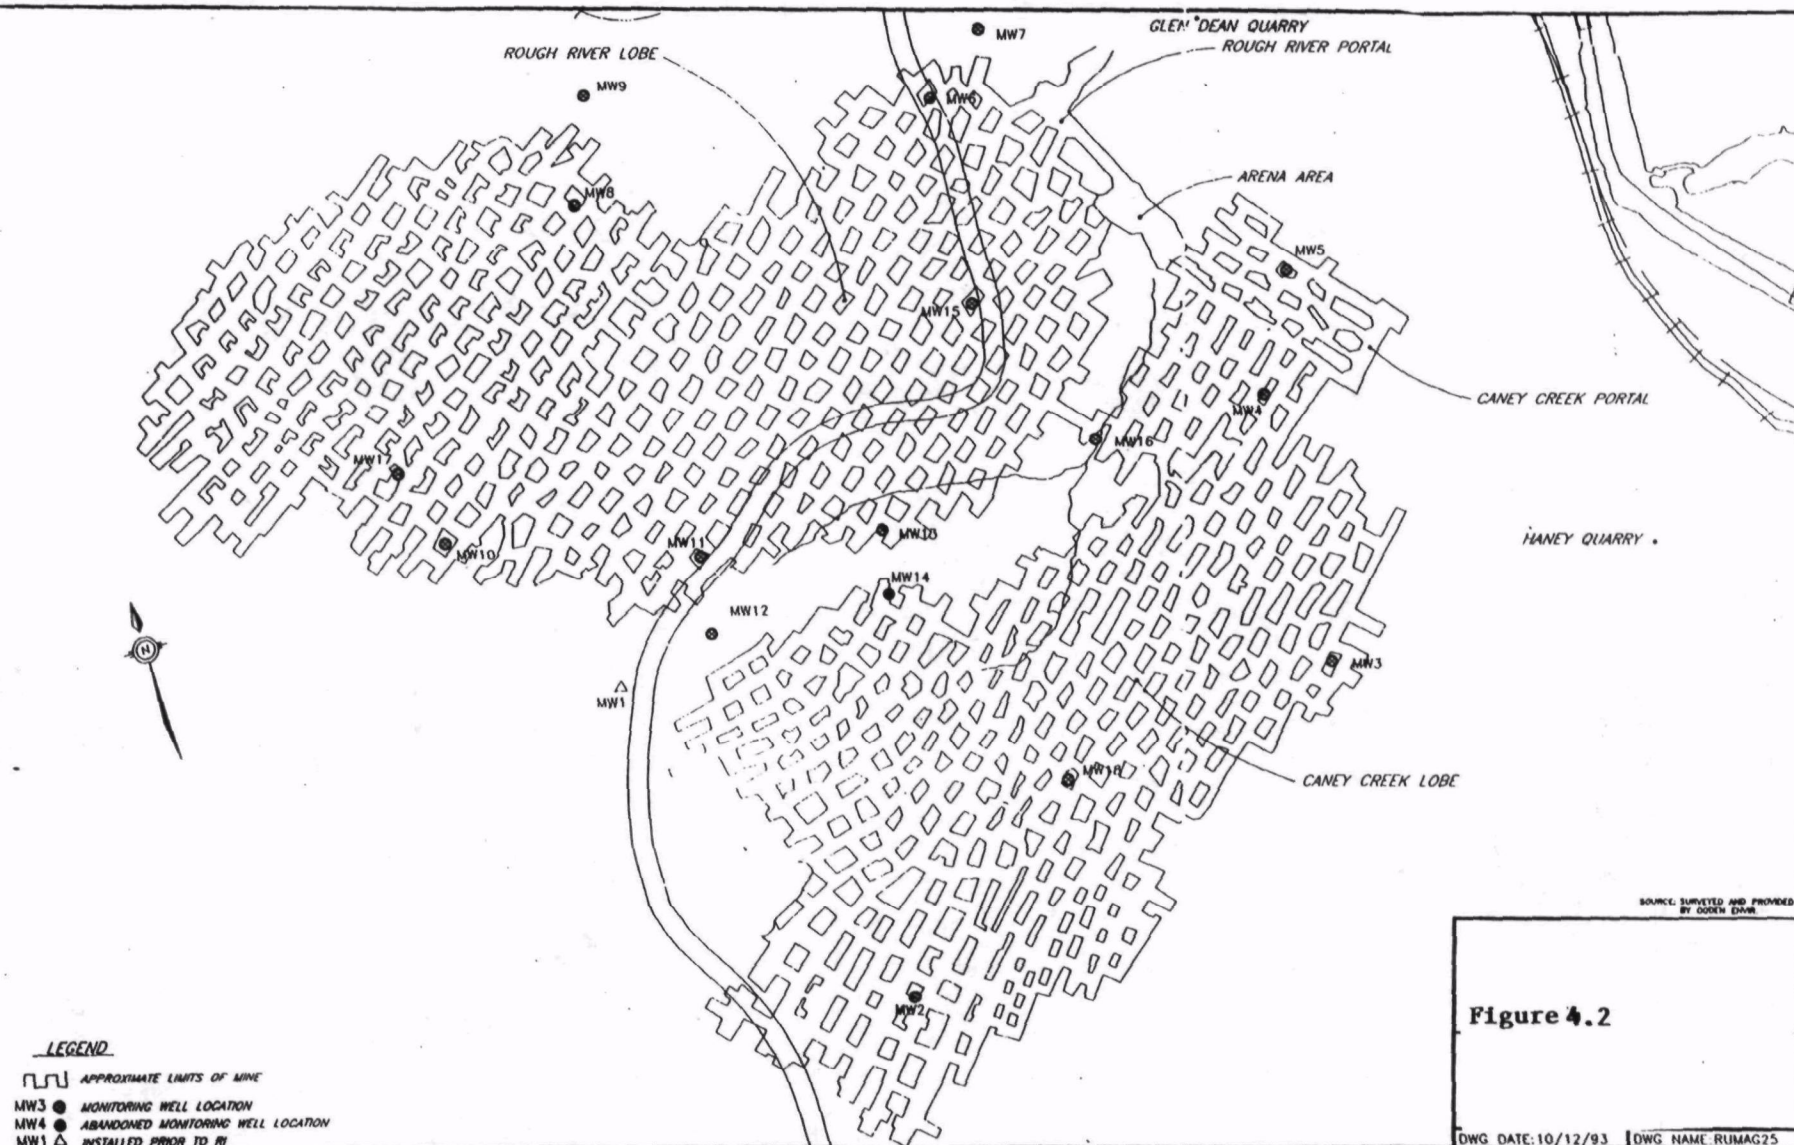 GLEN DEAN QUARRY
MW7
ROUGH RIVER PORTAL
ROUGH RIVER LOBE
MW9
MW6
ARENA AREA
MW8
MW5
MW15
CANEY CREEK PORTAL
MW4
MW16
MW17
MW13
HANEY QUARRY
MW11
MW10
MW14
MW12
N
MW3
MW1
MW18
CANEY CREEK LOBE
SOURCE: SURVEYED AND PROVIDED
BY OGDEN ENVIR.
MW2
Figure 4.2
LEGEND
APPROXIMATE LIMITS OF MINE
MW3 MONITORING WELL LOCATION
MW4 ABANDONED MONITORING WELL LOCATION
MW1 INSTALLED PRIOR TO RI
DWG DATE:10/12/93 DWG NAME:RUMAG25